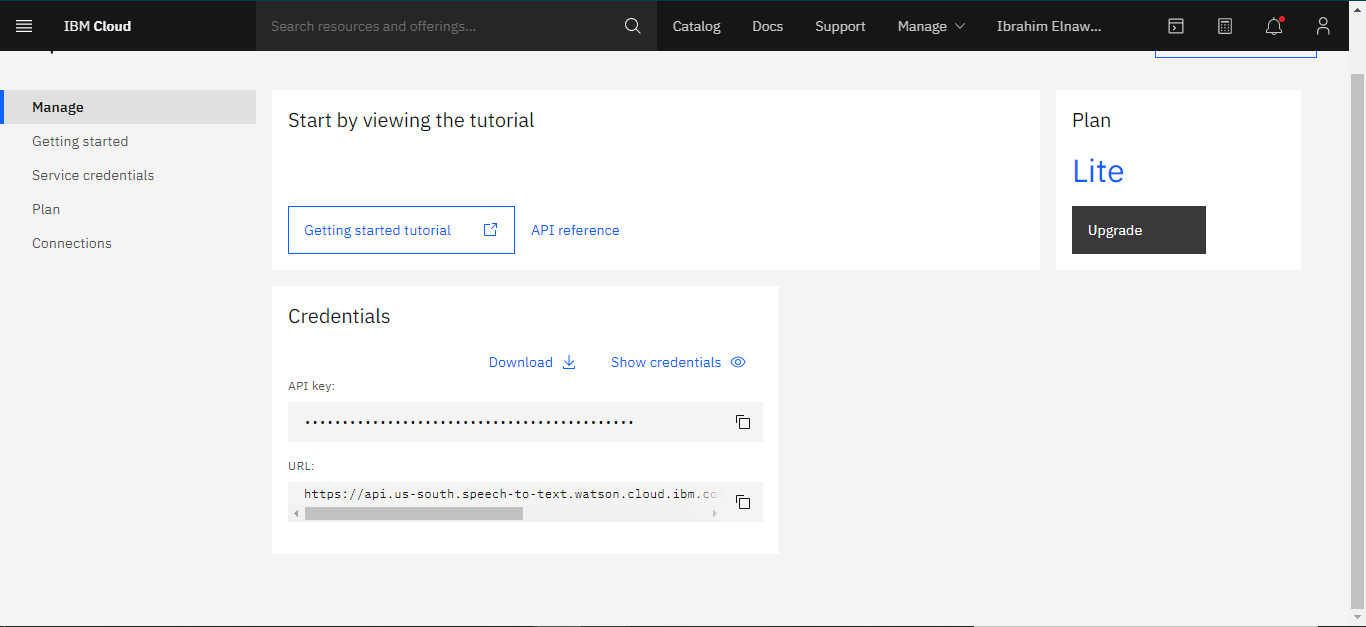 IBM Cloud
Search resources and offerings...
Catalog
Docs
Support
Manage
Ibrahim Elnaw...
Manage
Getting started
Service credentials
Plan
Connections
Start by viewing the tutorial
Getting started tutorial
API reference
Plan
Lite
Upgrade
Credentials
Download
Show credentials
API key:
••••••••••••••••••••••••••••••••••••••••••••
URL:
https://api.us-south.speech-to-text.watson.cloud.ibm.com